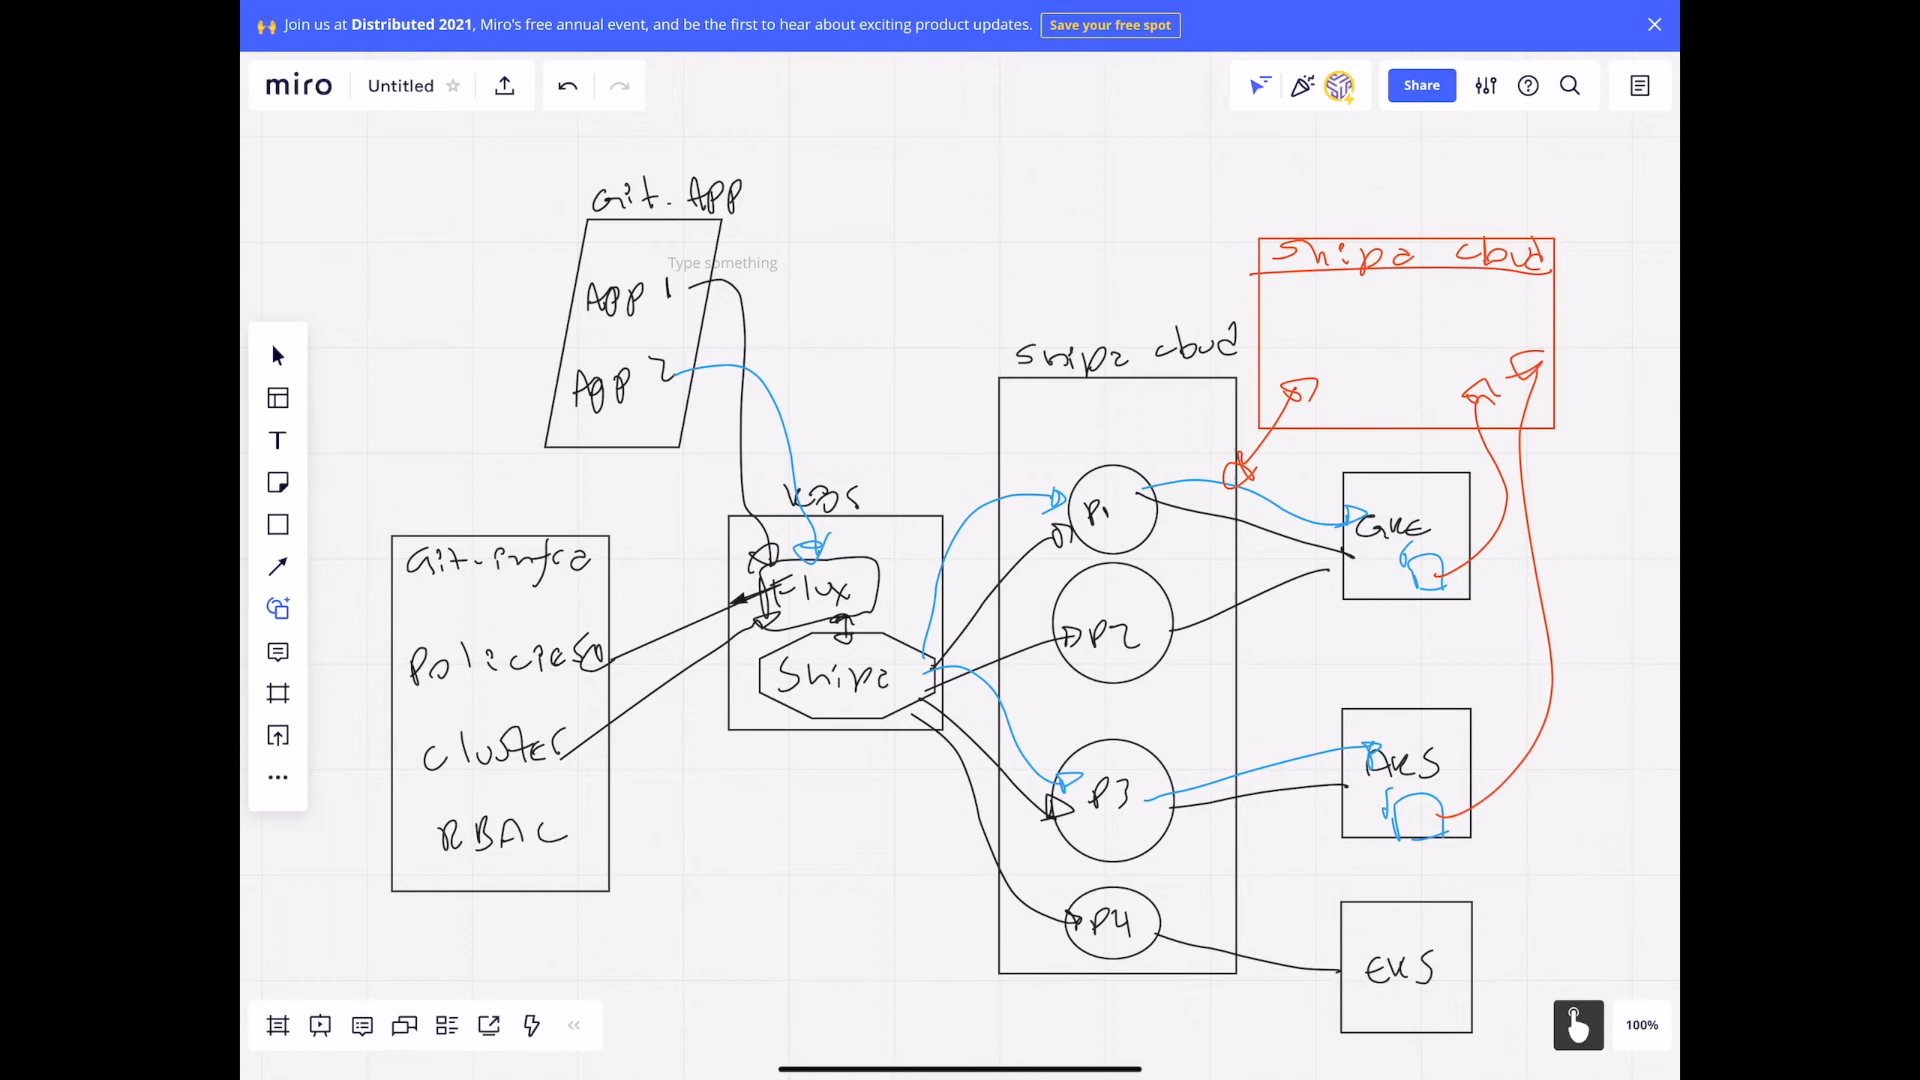 Join us at Distributed 2021, Miro's free annual event, and be the first to hear about exciting product updates. Save your free spot
miro Untitled Share
Git-APP
Type something
APP 1
APP 2
K8S
Flux
Shipa
Git-infra
Policies
Cluster
RBAC
Shipa cloud
P1
P2
P3
P4
Shipa cloud
GKE
AKS
EKS
100%